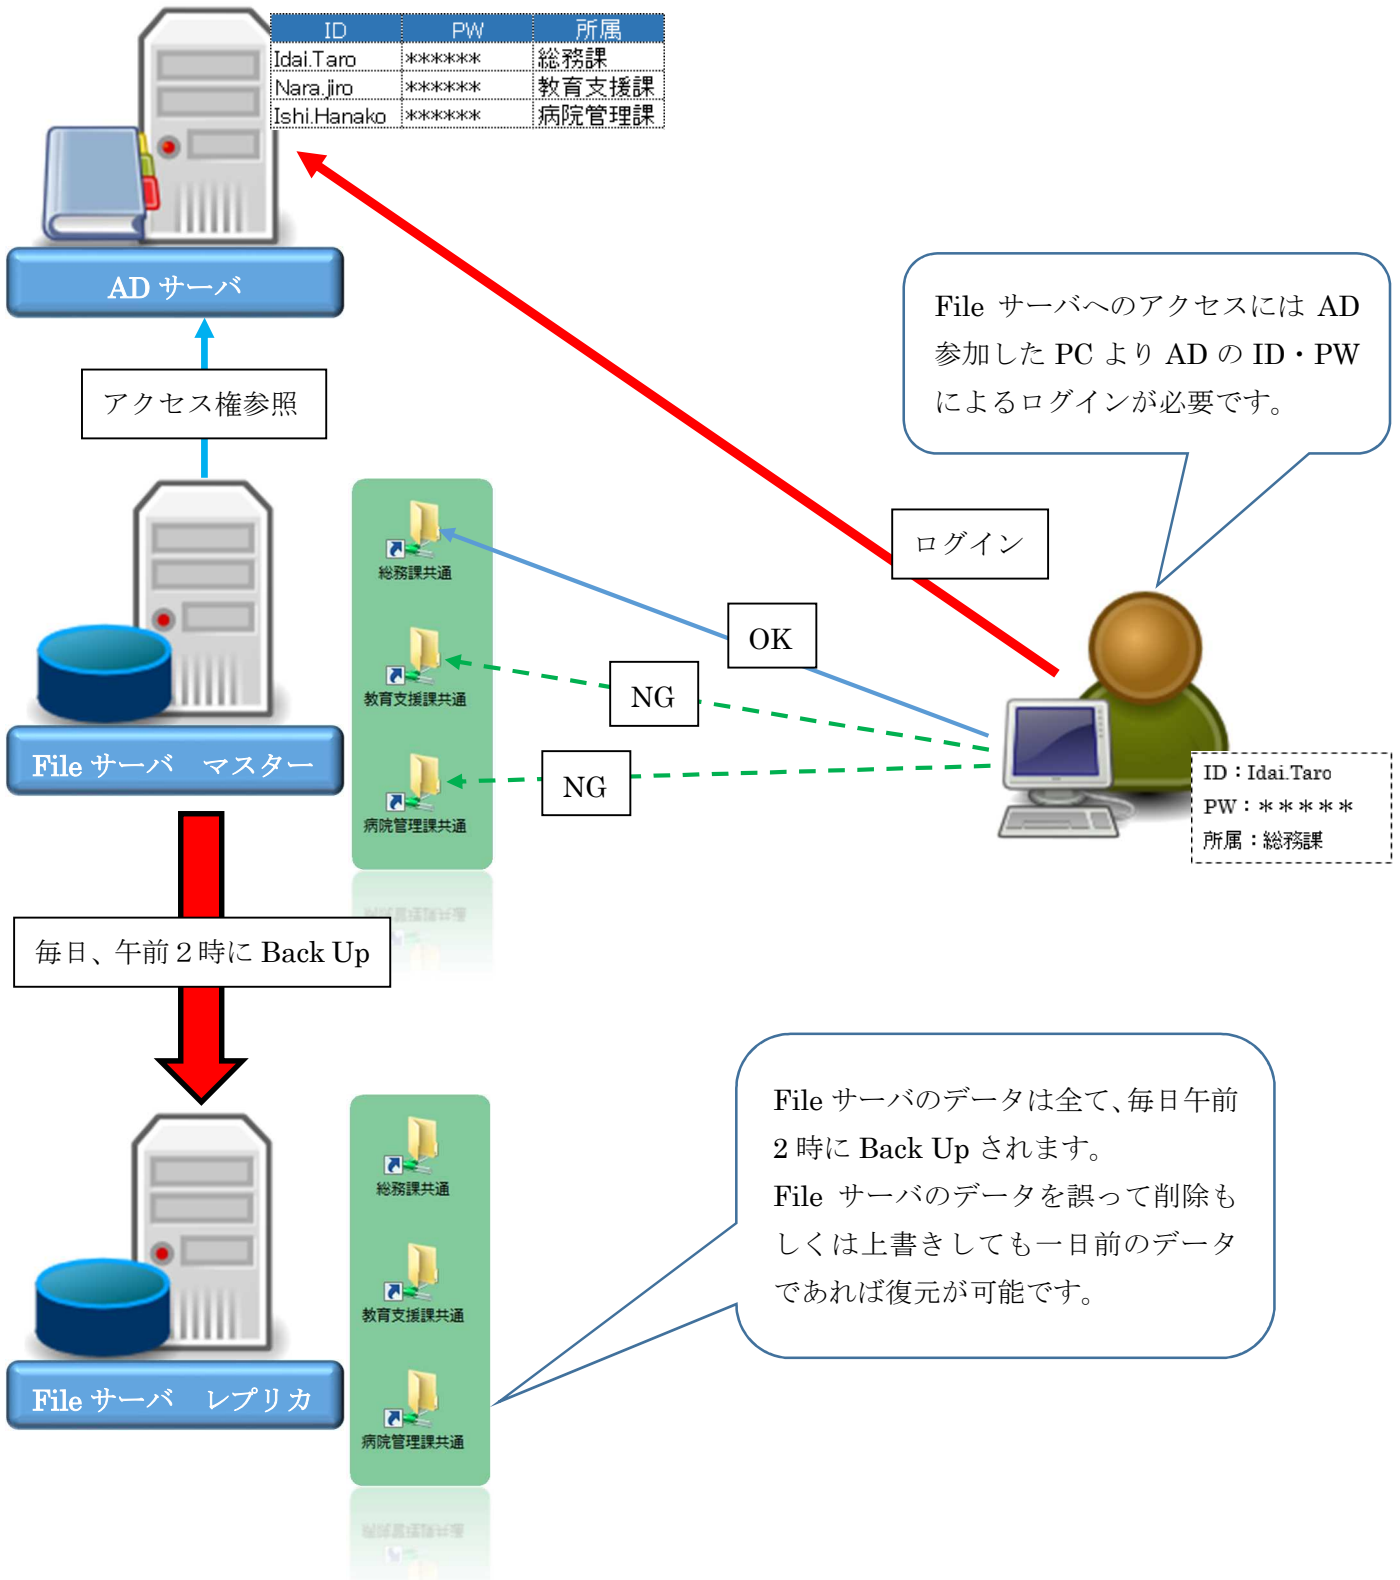 ID PW 所属
Idai.Taro ****** 総務課
Nara.jiro ****** 教育支援課
Ishi.Hanako ****** 病院管理課
AD サーバ
File サーバへのアクセスには AD
参加した PC より AD の ID・PW
によるログインが必要です。
アクセス権参照
ログイン
総務課共通
OK
教育支援課共通
NG
File サーバ　マスター
NG
病院管理課共通
ID：Idai.Taro
PW：＊＊＊＊＊
所属：総務課
毎日、午前２時に Back Up
File サーバのデータは全て、毎日午前
2 時に Back Up されます。
File サーバのデータを誤って削除も
しくは上書きしても一日前のデータ
であれば復元が可能です。
総務課共通
教育支援課共通
File サーバ　レプリカ
病院管理課共通